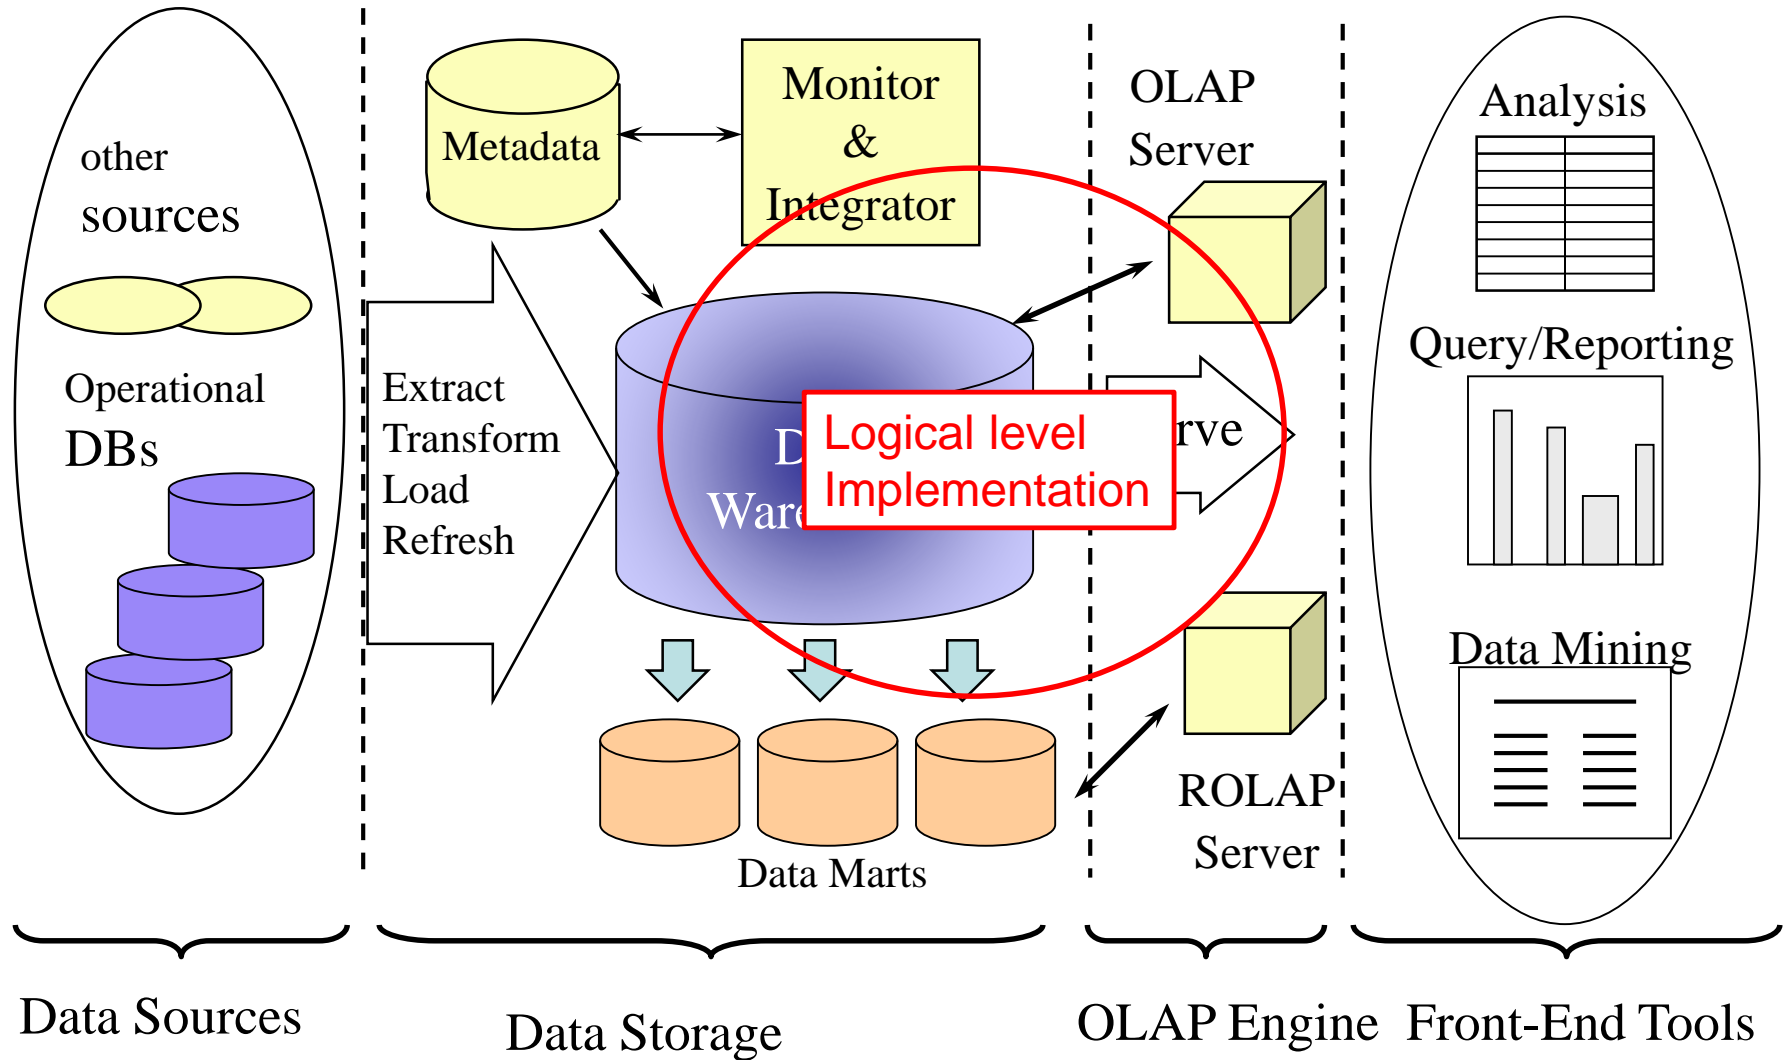 other
sources
Operational
DBs
Extract
Transform
Load
Refresh
Metadata
Monitor
&
Integrator
Logical level
Implementation
Data Marts
OLAP
Server
ROLAP
Server
Analysis
Query/Reporting
Data Mining
Data Sources
Data Storage
OLAP Engine
Front-End Tools